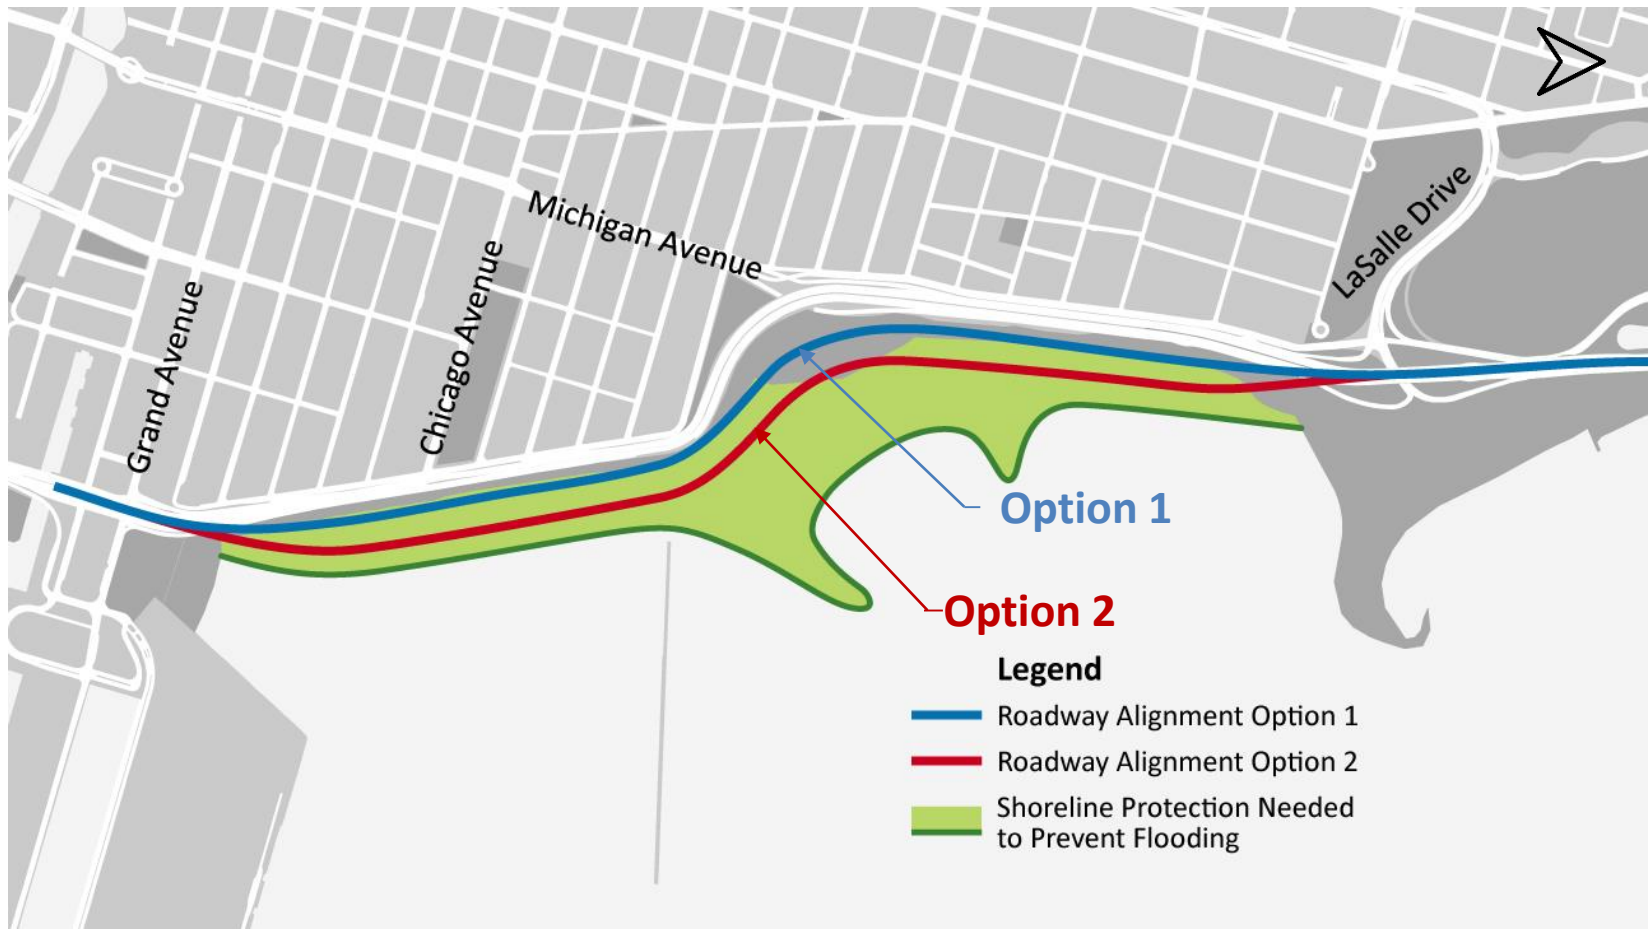 Michigan Avenue
LaSalle Drive
Chicago Avenue
Grand Avenue
Option 1
Option 2
Legend
Roadway Alignment Option 1
Roadway Alignment Option 2
Shoreline Protection Needed
to Prevent Flooding